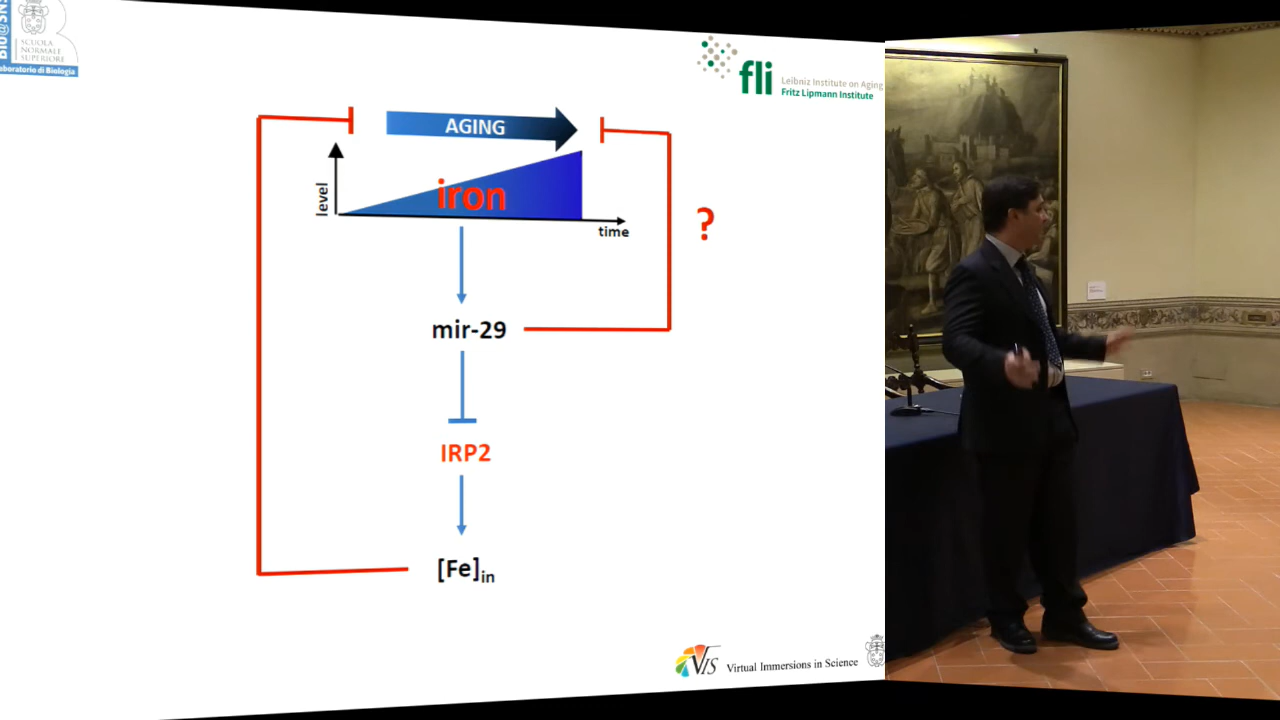 BIO@SNS
SCUOLA
NORMALE
SUPERIORE
Laboratorio di Biologia
fli
Leibniz Institute on Aging
Fritz Lipmann Institute
AGING
level
iron
time
?
mir-29
IRP2
[Fe]in
VIS Virtual Immersions in Science